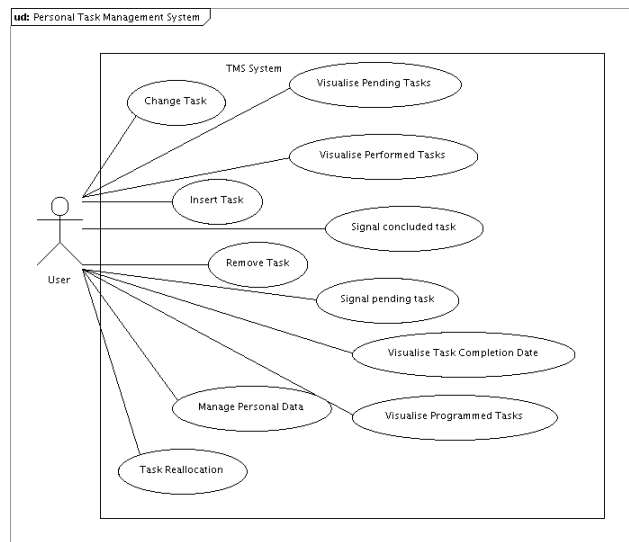 ud: Personal Task Management System
TMS System
Visualise Pending Tasks
Change Task
Visualise Performed Tasks
Insert Task
Signal concluded task
Remove Task
User
Signal pending task
Visualise Task Completion Date
Manage Personal Data
Visualise Programmed Tasks
Task Reallocation